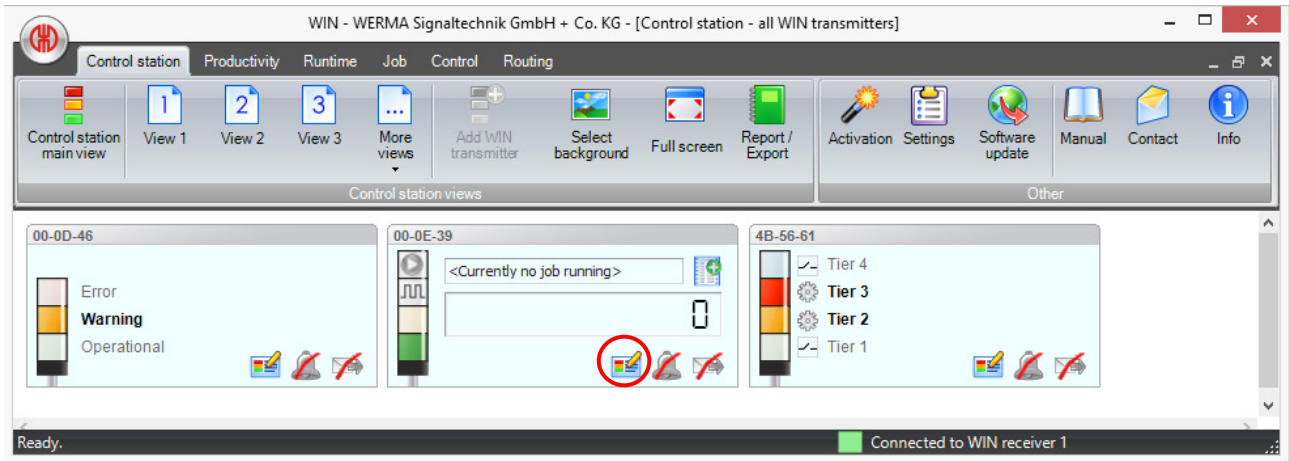 WIN - WERMA Signaltechnik GmbH + Co. KG - [Control station - all WIN transmitters]
Control station Productivity Runtime Job Control Routing
Control station main view
1
View 1
2
View 2
3
View 3
...
More views
Add WIN transmitter
Select background
Full screen
Report / Export
Activation
Settings
Software update
Manual
Contact
Info
Control station views
Other
00-0D-46
Error
Warning
Operational
00-0E-39
<Currently no job running>
0
4B-56-61
Tier 4
Tier 3
Tier 2
Tier 1
Ready.
Connected to WIN receiver 1